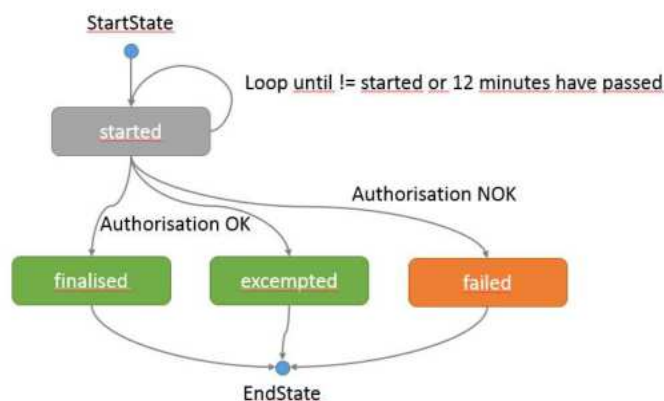 StartState
Loop until != started or 12 minutes have passed
started
Authorisation NOK
Authorisation OK
finalised
excempted
failed
EndState